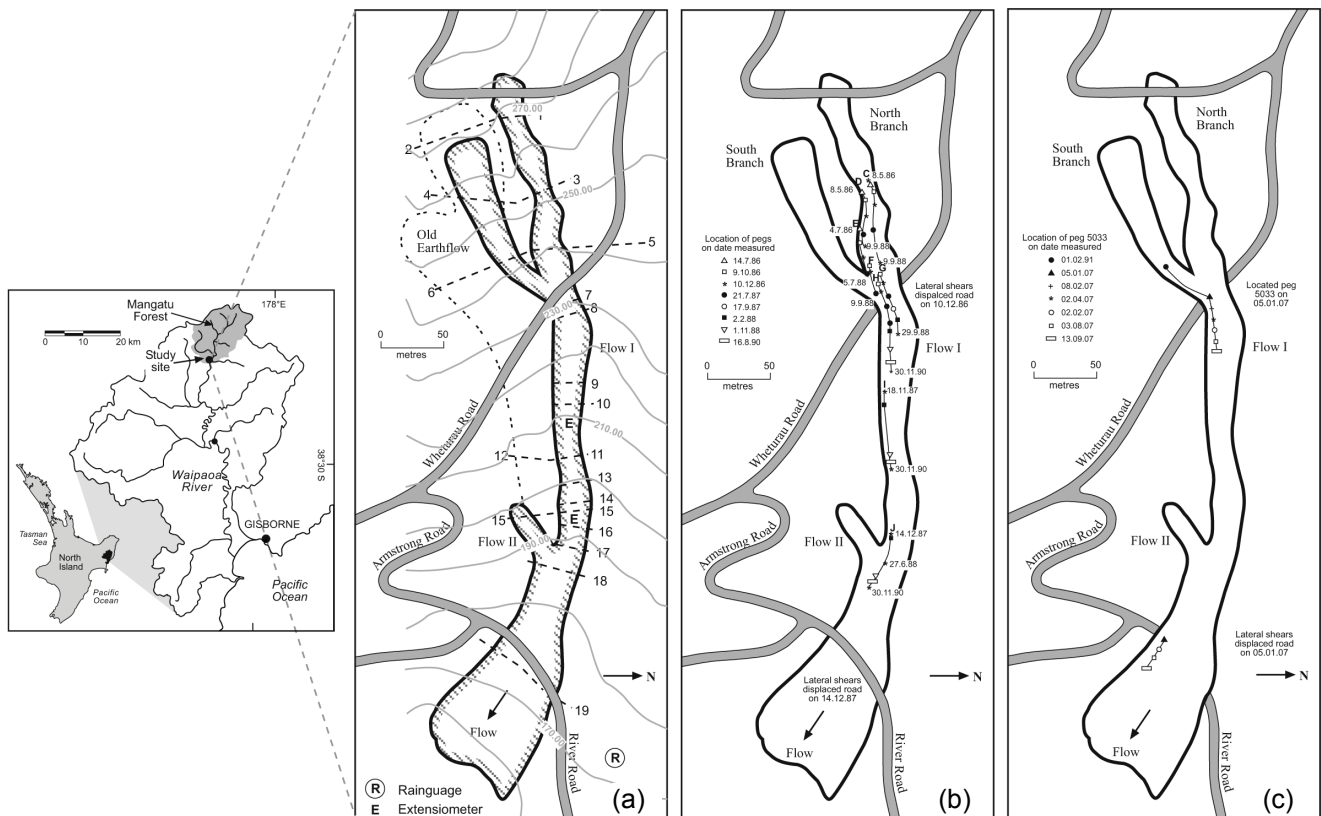 178°E
Mangatu
Forest
0 10 20 km
Study
site
Waipaoa
River
38°30 S
GISBORNE
Tasman
Sea
North
Island
Pacific
Ocean
Pacific
Ocean
270.00
2
3
4
250.00
Old
Earthflow
5
6
7
8
230.00
0 50
metres
Flow I
9
10
E
210.00
Wheturau Road
12
11
13
14
15
15
E
16
Flow II
190.00
17
18
Armstrong Road
N
19
170.00
Flow
River Road
R
R Rainguage
E Extensiometer
(a)
North
Branch
South
Branch
C
8.5.86
D
8.5.86
E
4.7.86
9.9.88
F
9.9.88
G
H
5.7.88
9.9.88
Location of pegs
on date measured
14.7.86
9.10.86
10.12.86
21.7.87
17.9.87
2.2.88
1.11.88
16.8.90
Lateral shears
displaced road
on 10.12.86
29.9.88
Flow I
30.11.90
0 50
metres
I
18.11.87
Wheturau Road
30.11.90
J
14.12.87
Flow II
27.6.88
30.11.90
Armstrong Road
N
Lateral shears
displaced road
on 14.12.87
Flow
River Road
(b)
North
Branch
South
Branch
Location of peg 5033
on date measured
01.02.91
05.01.07
08.02.07
02.04.07
02.02.07
03.08.07
13.09.07
Located peg
5033 on
05.01.07
Flow I
0 50
metres
Wheturau Road
Flow II
Armstrong Road
Lateral shears
displaced road
on 05.01.07
N
Flow
River Road
(c)